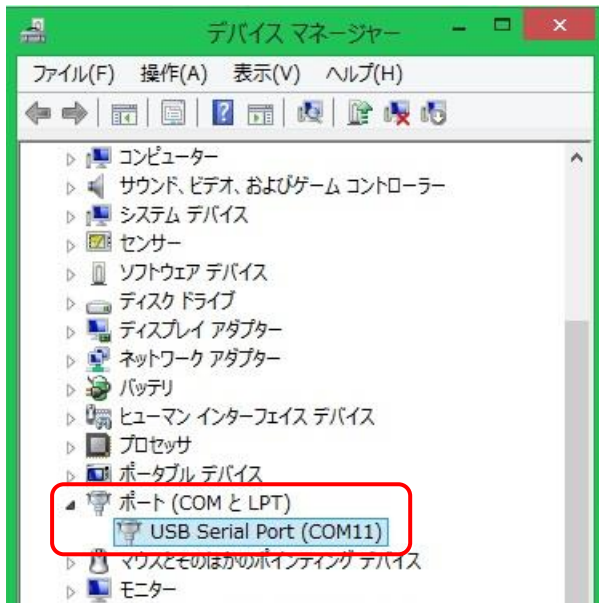 デバイス マネージャー
ファイル(F) 操作(A) 表示(V) ヘルプ(H)
コンピューター
サウンド、ビデオ、およびゲーム コントローラー
システム デバイス
センサー
ソフトウェア デバイス
ディスク ドライブ
ディスプレイ アダプター
ネットワーク アダプター
バッテリ
ヒューマン インターフェイス デバイス
プロセッサ
ポータブル デバイス
ポート (COM と LPT)
USB Serial Port (COM11)
マウスとそのほかのポインティング デバイス
モニター